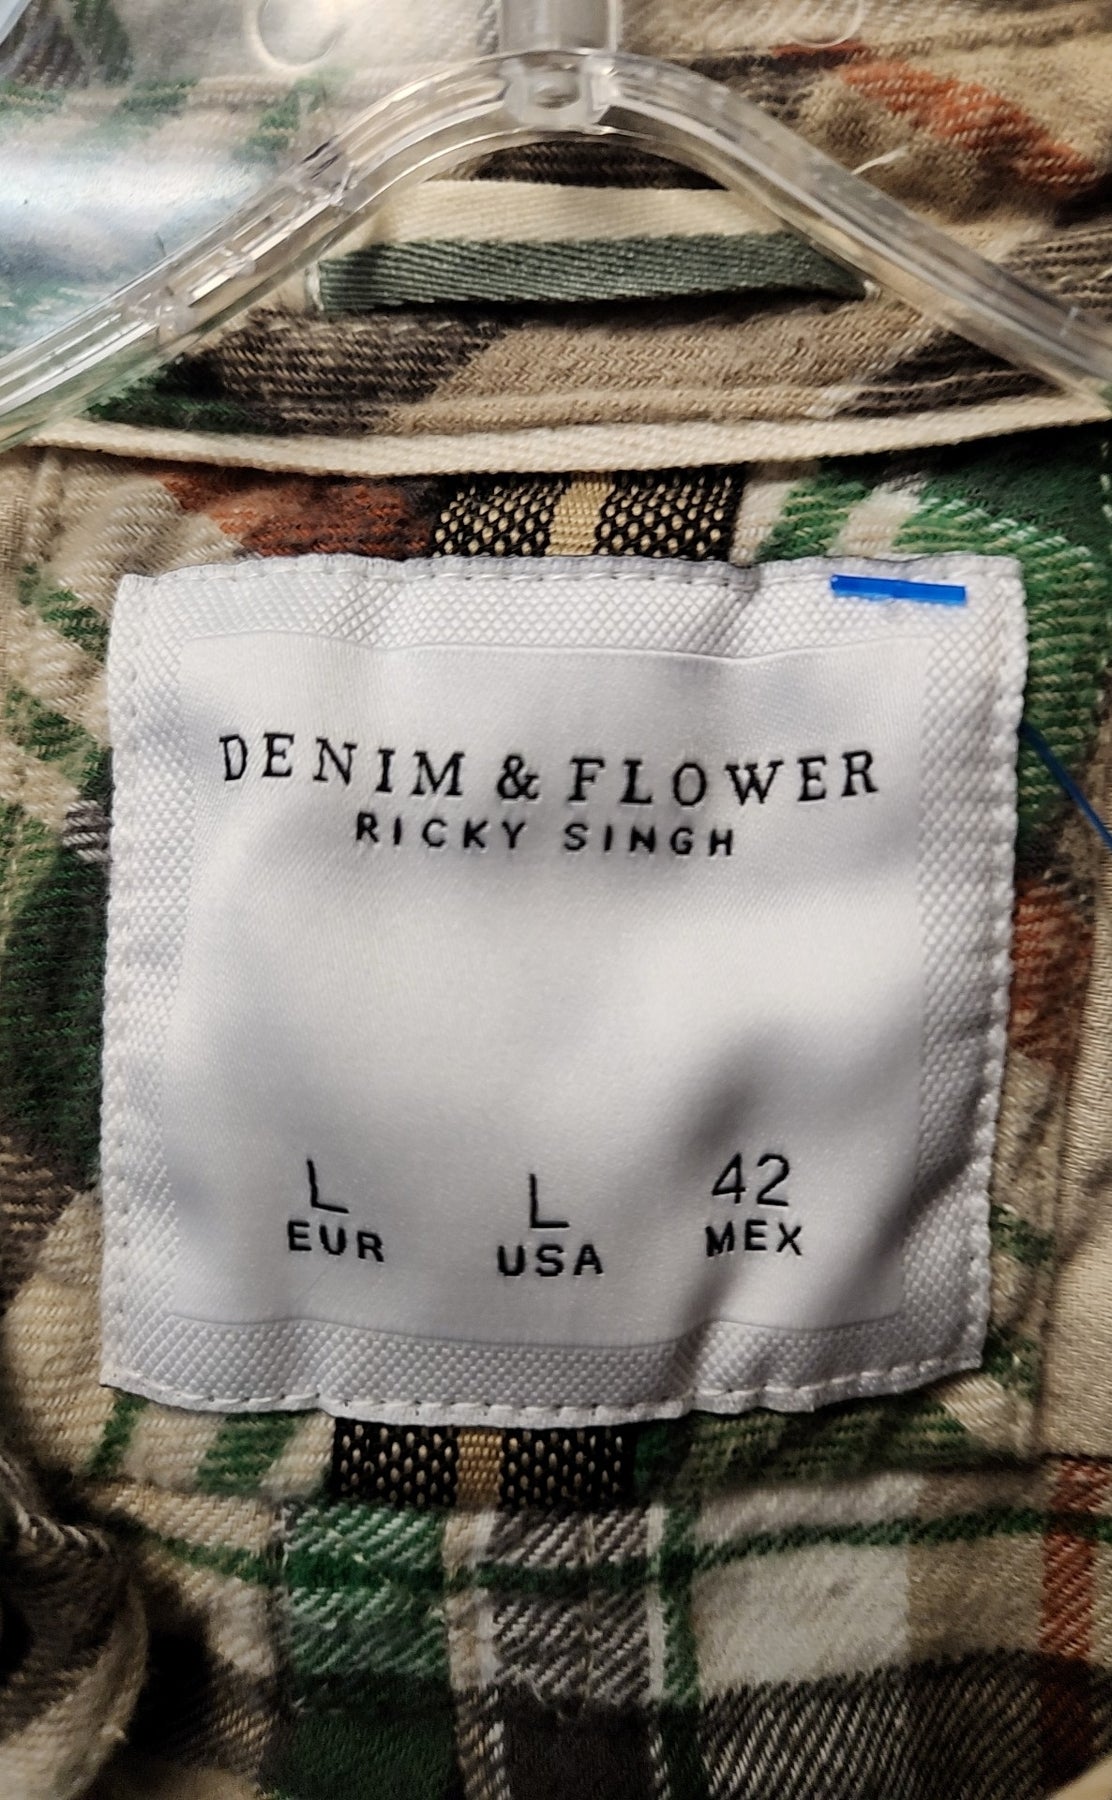 DENIM & FLOWER
RICKY SINGH
L L 42
EUR USA MEX